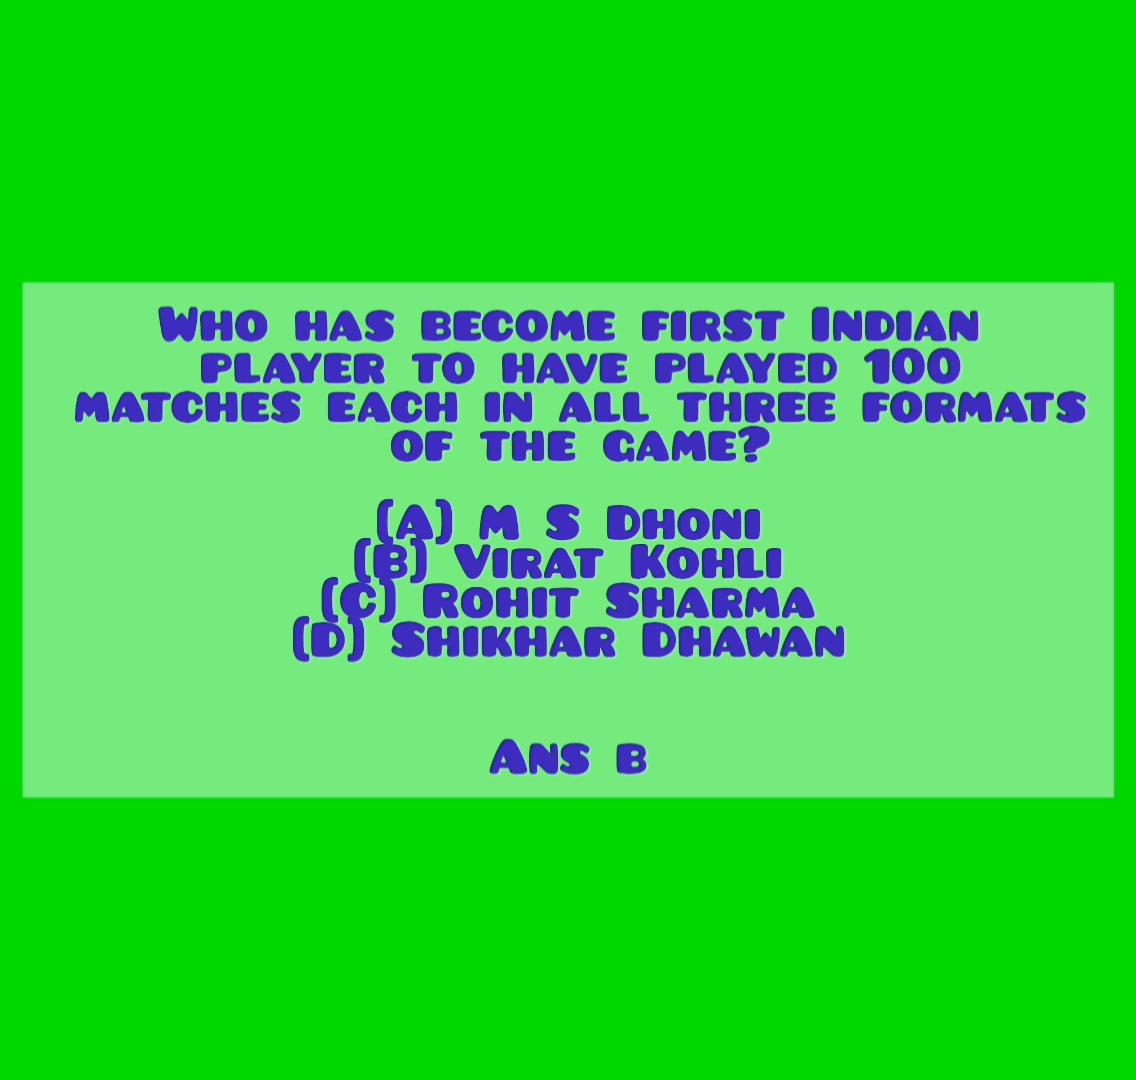 Who has become first Indian
player to have played 100
matches each in all three formats
of the game?
(A) M S Dhoni
(B) Virat Kohli
(C) Rohit Sharma
(D) Shikhar Dhawan
Ans b